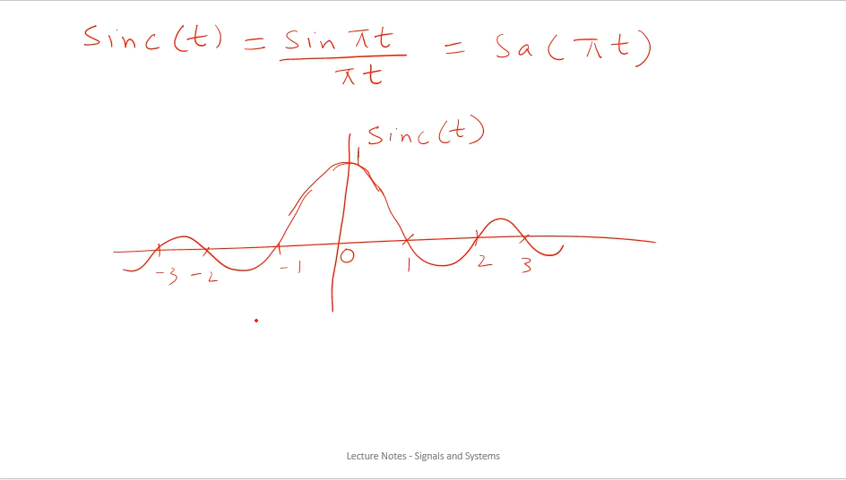 Sinc(t) = Sin πt / πt = Sa(πt)
Sinc(t)
1
-3 -2 -1 0 1 2 3
Lecture Notes - Signals and Systems